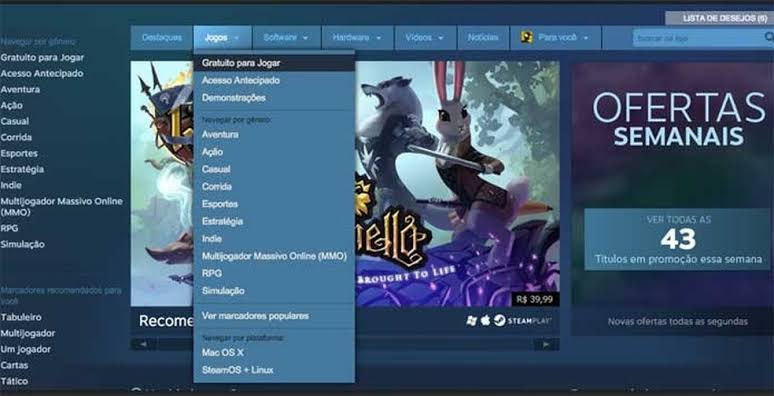 LISTA DE DESEJOS (6)
Destaques
Jogos
Software
Hardware
Vídeos
Notícias
Para você
buscar na loja
Navegar por gênero:
Gratuito para Jogar
Acesso Antecipado
Aventura
Ação
Casual
Corrida
Esportes
Estratégia
Indie
Multijogador Massivo Online
(MMO)
RPG
Simulação
Marcadores recomendados para
você
Tabuleiro
Multijogador
Um jogador
Cartas
Tático
Gratuito para Jogar
Acesso Antecipado
Demonstrações
Navegar por gênero:
Aventura
Ação
Casual
Corrida
Esportes
Estratégia
Indie
Multijogador Massivo Online (MMO)
RPG
Simulação
Ver marcadores populares
Navegar por plataforma:
Mac OS X
SteamOS + Linux
BROUGHT TO LIFE
R$ 39,99
Recome
STEAMPLAY
OFERTAS
SEMANAIS
VER TODAS AS
43
Títulos em promoção essa semana
Novas ofertas todas as segundas